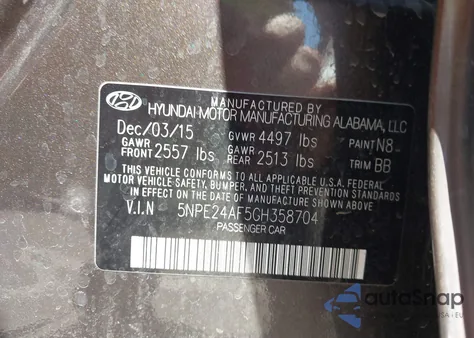 MANUFACTURED BY
HYUNDAI MOTOR MANUFACTURING ALABAMA, LLC
Dec/03/15 GVWR 4497 lbs PAINT N8
GAWR FRONT 2557 lbs GAWR REAR 2513 lbs TRIM BB
THIS VEHICLE CONFORMS TO ALL APPLICABLE U.S.A. FEDERAL
MOTOR VEHICLE SAFETY, BUMPER, AND THEFT PREVENTION STANDARDS
IN EFFECT ON THE DATE OF MANUFACTURE SHOWN ABOVE.
V.I.N 5NPE24AF5GH358704
PASSENGER CAR
autoSnap